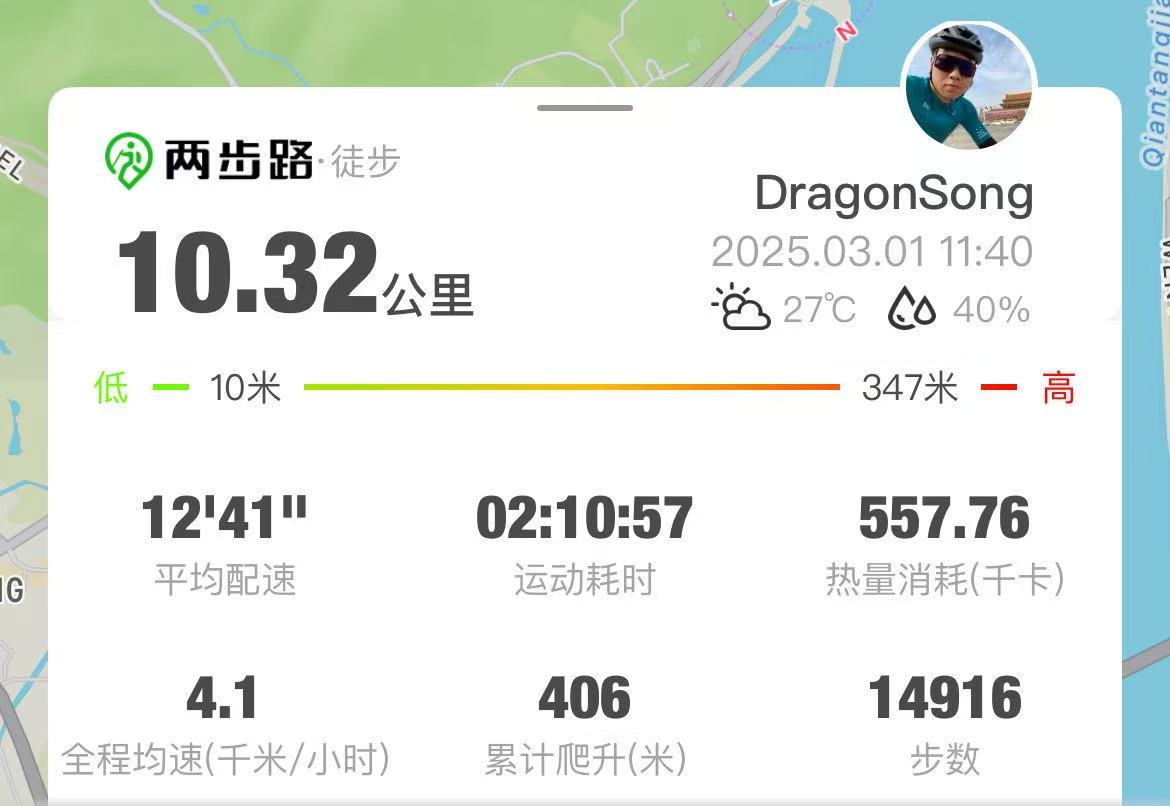 N
Qiantangjia
EL
两步路·徒步
DragonSong
10.32公里
2025.03.01 11:40
27℃ 40%
低 10米 347米 高
12'41" 02:10:57 557.76
平均配速 运动耗时 热量消耗(千卡)
NG
4.1 406 14916
全程均速(千米/小时) 累计爬升(米) 步数